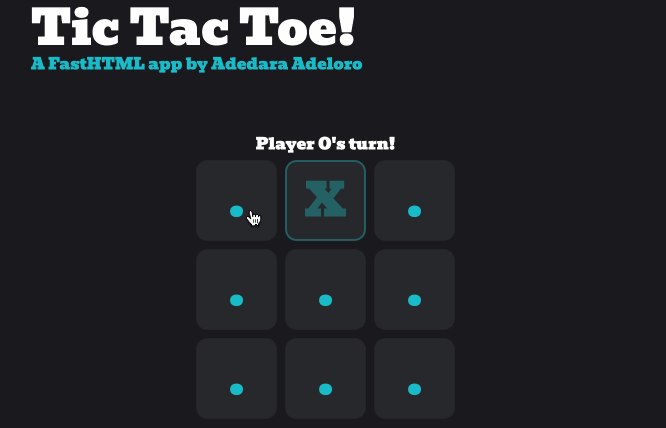 Tic Tac Toe!
A FastHTML app by Adedara Adeloro
Player O's turn!
. X .
. . .
. . .